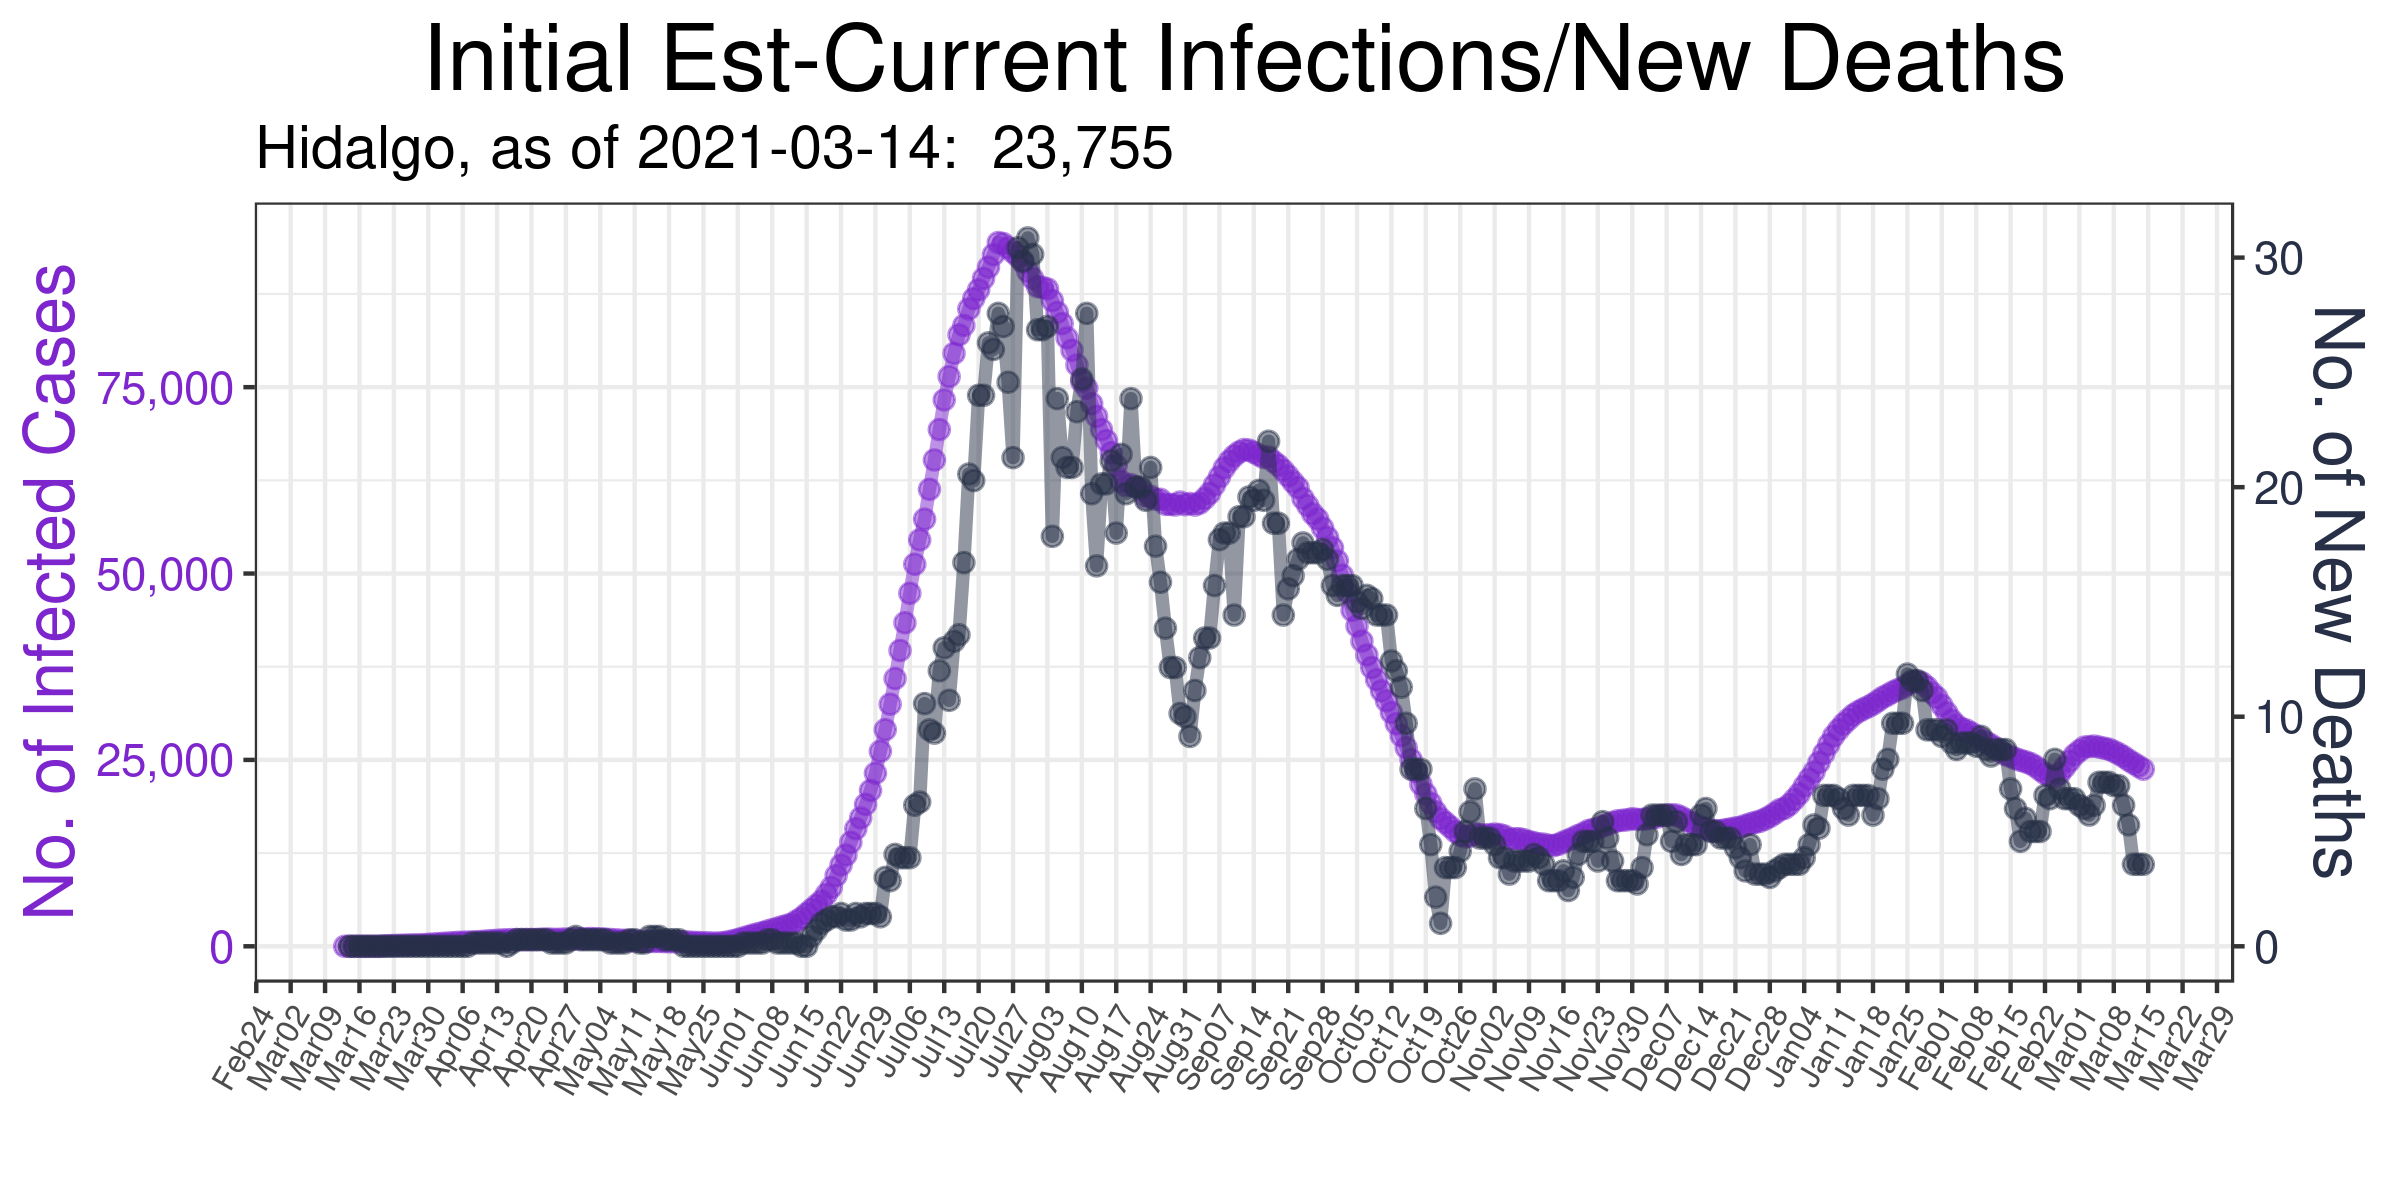 Initial Est-Current Infections/New Deaths
Hidalgo, as of 2021-03-14:  23,755
No. of Infected Cases
75,000
50,000
25,000
0
30
20
10
0
No. of New Deaths
Feb24
Mar02
Mar09
Mar16
Mar23
Mar30
Apr06
Apr13
Apr20
Apr27
May04
May11
May18
May25
Jun01
Jun08
Jun15
Jun22
Jun29
Jul06
Jul13
Jul20
Jul27
Aug03
Aug10
Aug17
Aug24
Aug31
Sep07
Sep14
Sep21
Sep28
Oct05
Oct12
Oct19
Oct26
Nov02
Nov09
Nov16
Nov23
Nov30
Dec07
Dec14
Dec21
Dec28
Jan04
Jan11
Jan18
Jan25
Feb01
Feb08
Feb15
Feb22
Mar01
Mar08
Mar15
Mar22
Mar29